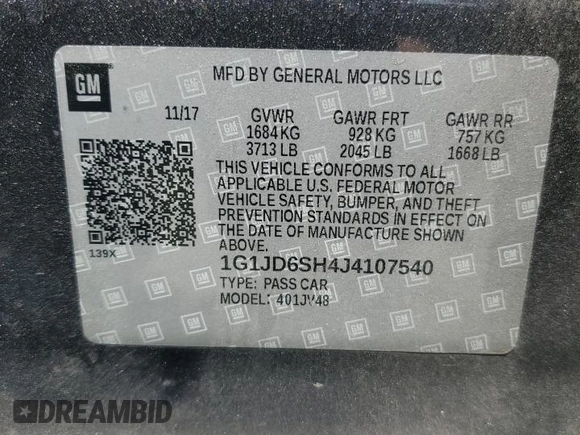 GM
MFD BY GENERAL MOTORS LLC
11/17 GVWR GAWR FRT GAWR RR
1684 KG 928 KG 757 KG
3713 LB 2045 LB 1668 LB
THIS VEHICLE CONFORMS TO ALL
APPLICABLE U.S. FEDERAL MOTOR
VEHICLE SAFETY, BUMPER, AND THEFT
PREVENTION STANDARDS IN EFFECT ON
THE DATE OF MANUFACTURE SHOWN ABOVE.
139X
1G1JD6SH4J4107540
TYPE: PASS CAR
MODEL: 401JV48
DREAMBID